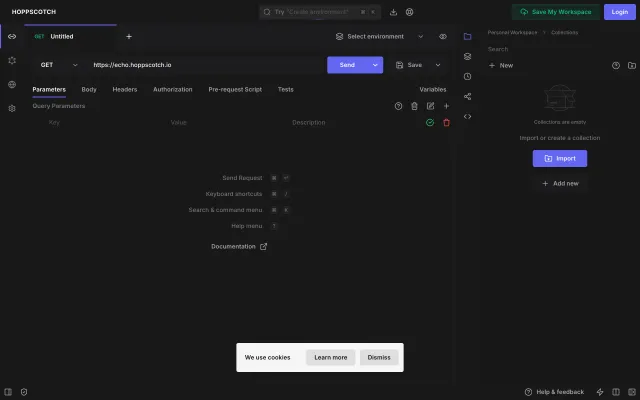 HOPPSCOTCH
Try "Create environment" ⌘ K
Save My Workspace
Login
GET Untitled
Select environment
Personal Workspace › Collections
Search
GET
https://echo.hoppscotch.io
Send
Save
New
Parameters Body Headers Authorization Pre-request Script Tests Variables
Query Parameters
Key Value Description
Collections are empty
Import or create a collection
Import
Add new
Send Request ⌘ ↩
Keyboard shortcuts ⌘ /
Search & command menu ⌘ K
Help menu ?
Documentation
We use cookies
Learn more
Dismiss
Help & feedback